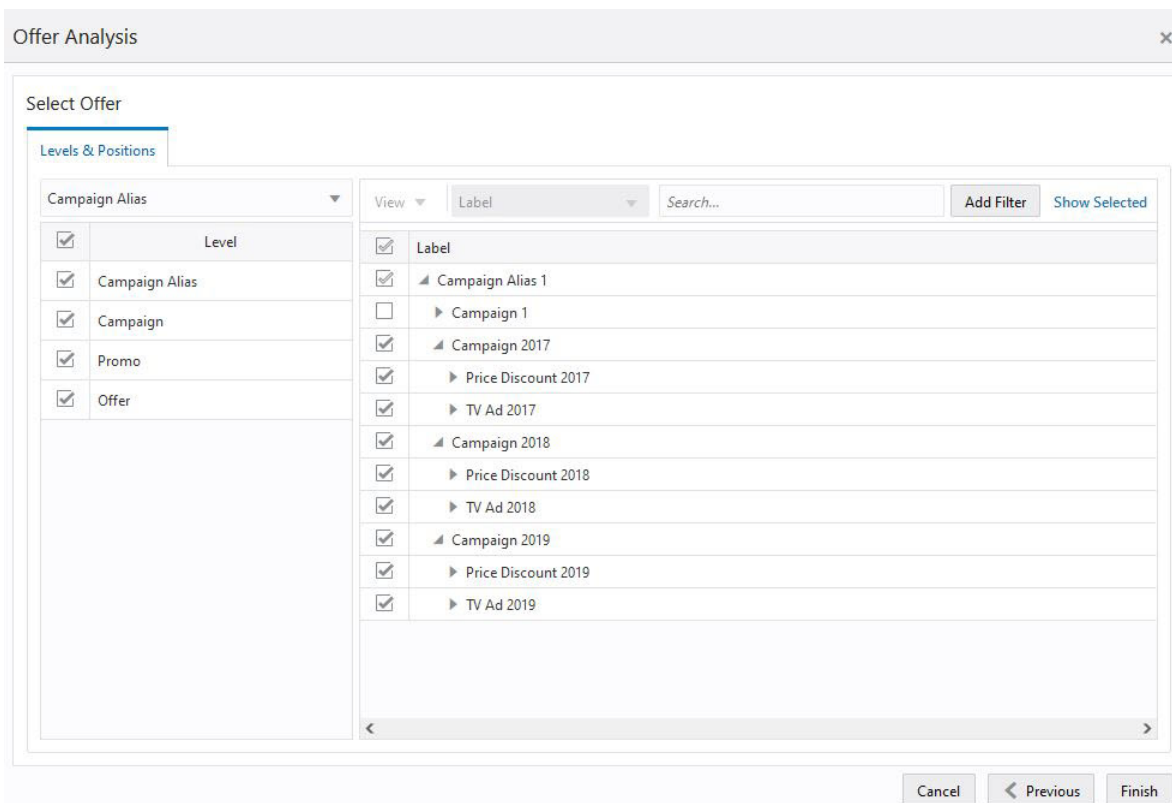 Offer Analysis
Select Offer
Levels & Positions
Campaign Alias
View Label Search... Add Filter Show Selected
Level
Label
Campaign Alias
Campaign Alias 1
Campaign
Campaign 1
Campaign 2017
Promo
Price Discount 2017
Offer
TV Ad 2017
Campaign 2018
Price Discount 2018
TV Ad 2018
Campaign 2019
Price Discount 2019
TV Ad 2019
Cancel Previous Finish